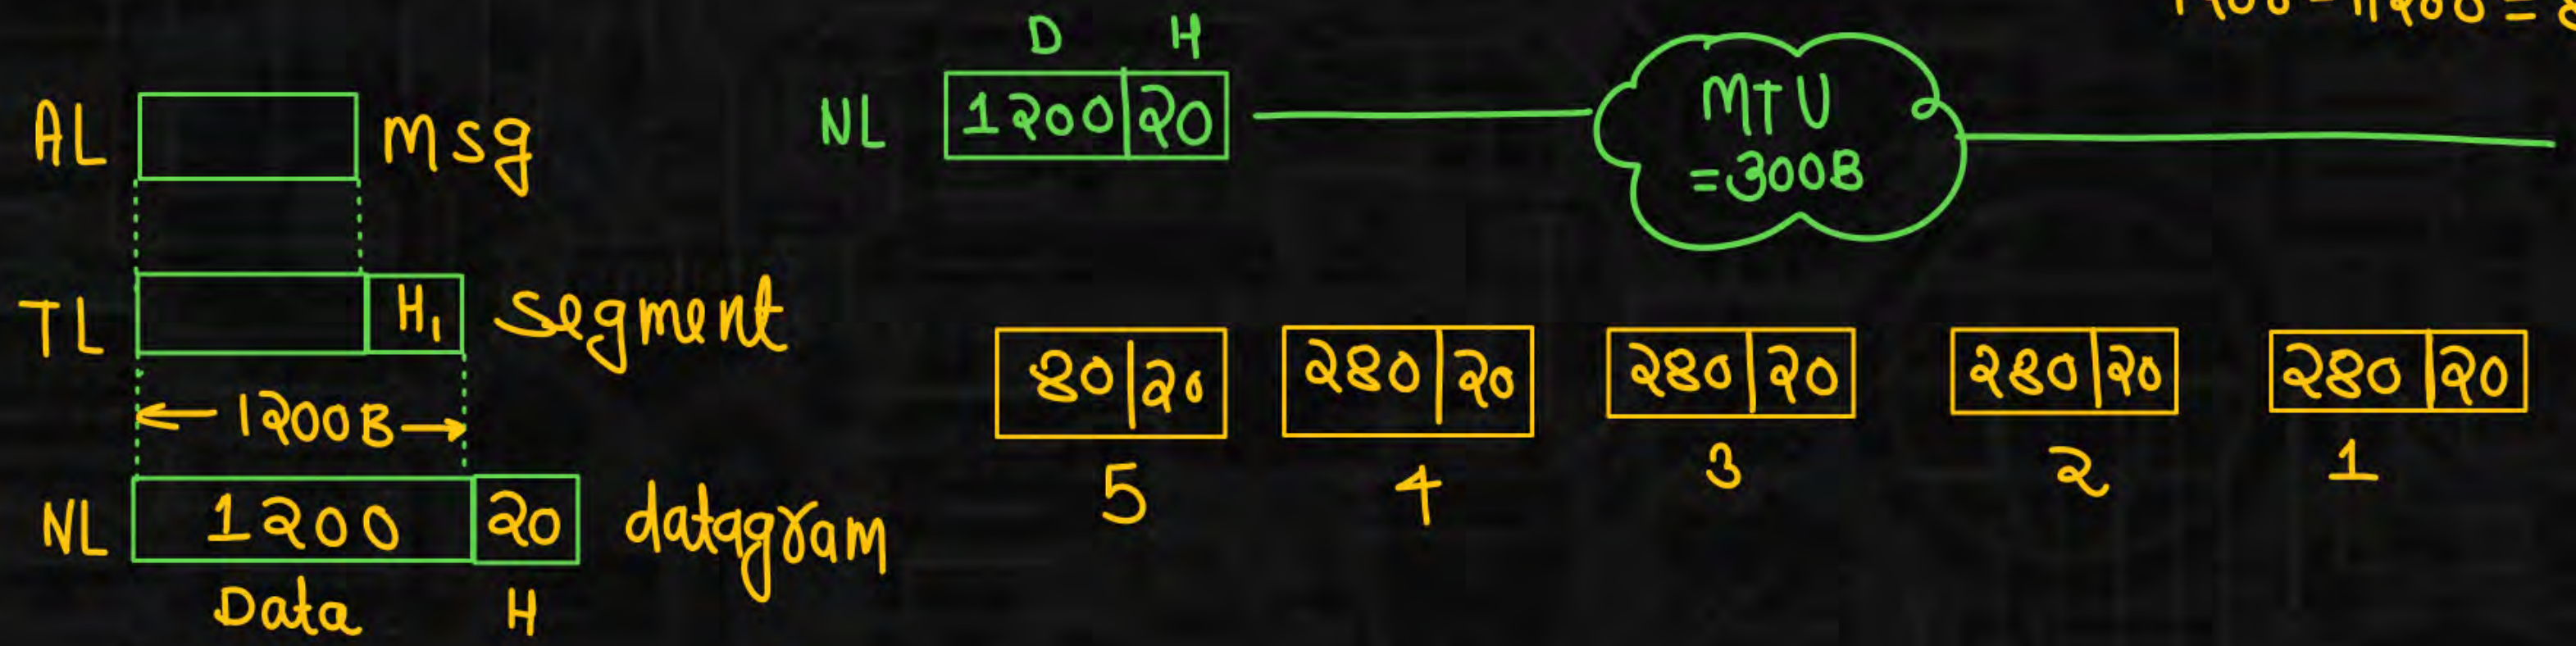 AL Msg
TL H1 segment
1200B
NL 1200 20 datagram
Data H
D H
NL 1200 20
MTU
=300B
80 20
280 20
280 20
280 20
280 20
5 4 3 2 1